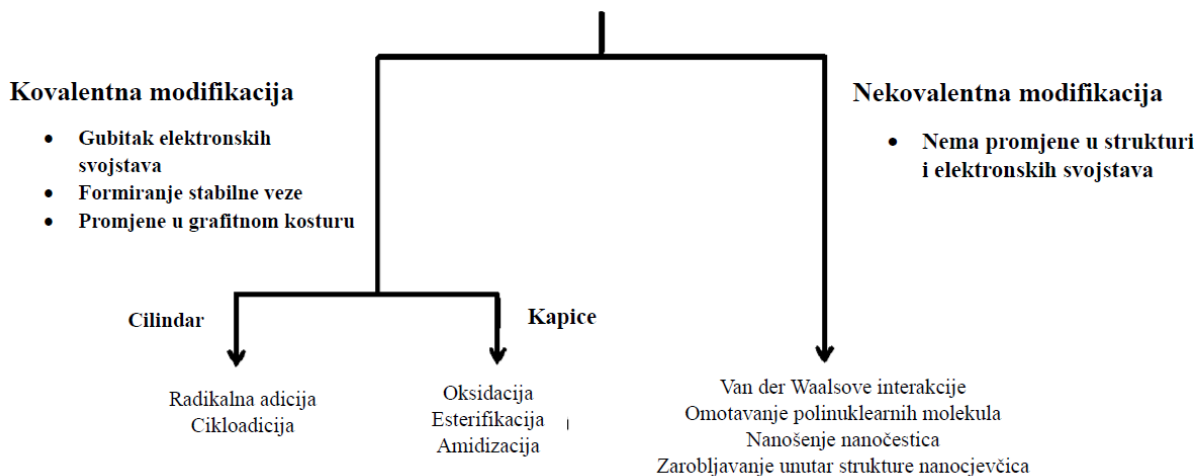 Kovalentna modifikacija
• Gubitak elektronskih
svojstava
• Formiranje stabilne veze
• Promjene u grafitnom kosturu
Nekovalentna modifikacija
• Nema promjene u strukturi
i elektronskih svojstava
Cilindar
Kapice
Radikalna adicija
Cikloadicija
Oksidacija
Esterifikacija
Amidizacija
Van der Waalsove interakcije
Omotavanje polinuklearnih molekula
Nanošenje nanočestica
Zarobljavanje unutar strukture nanocjevčica